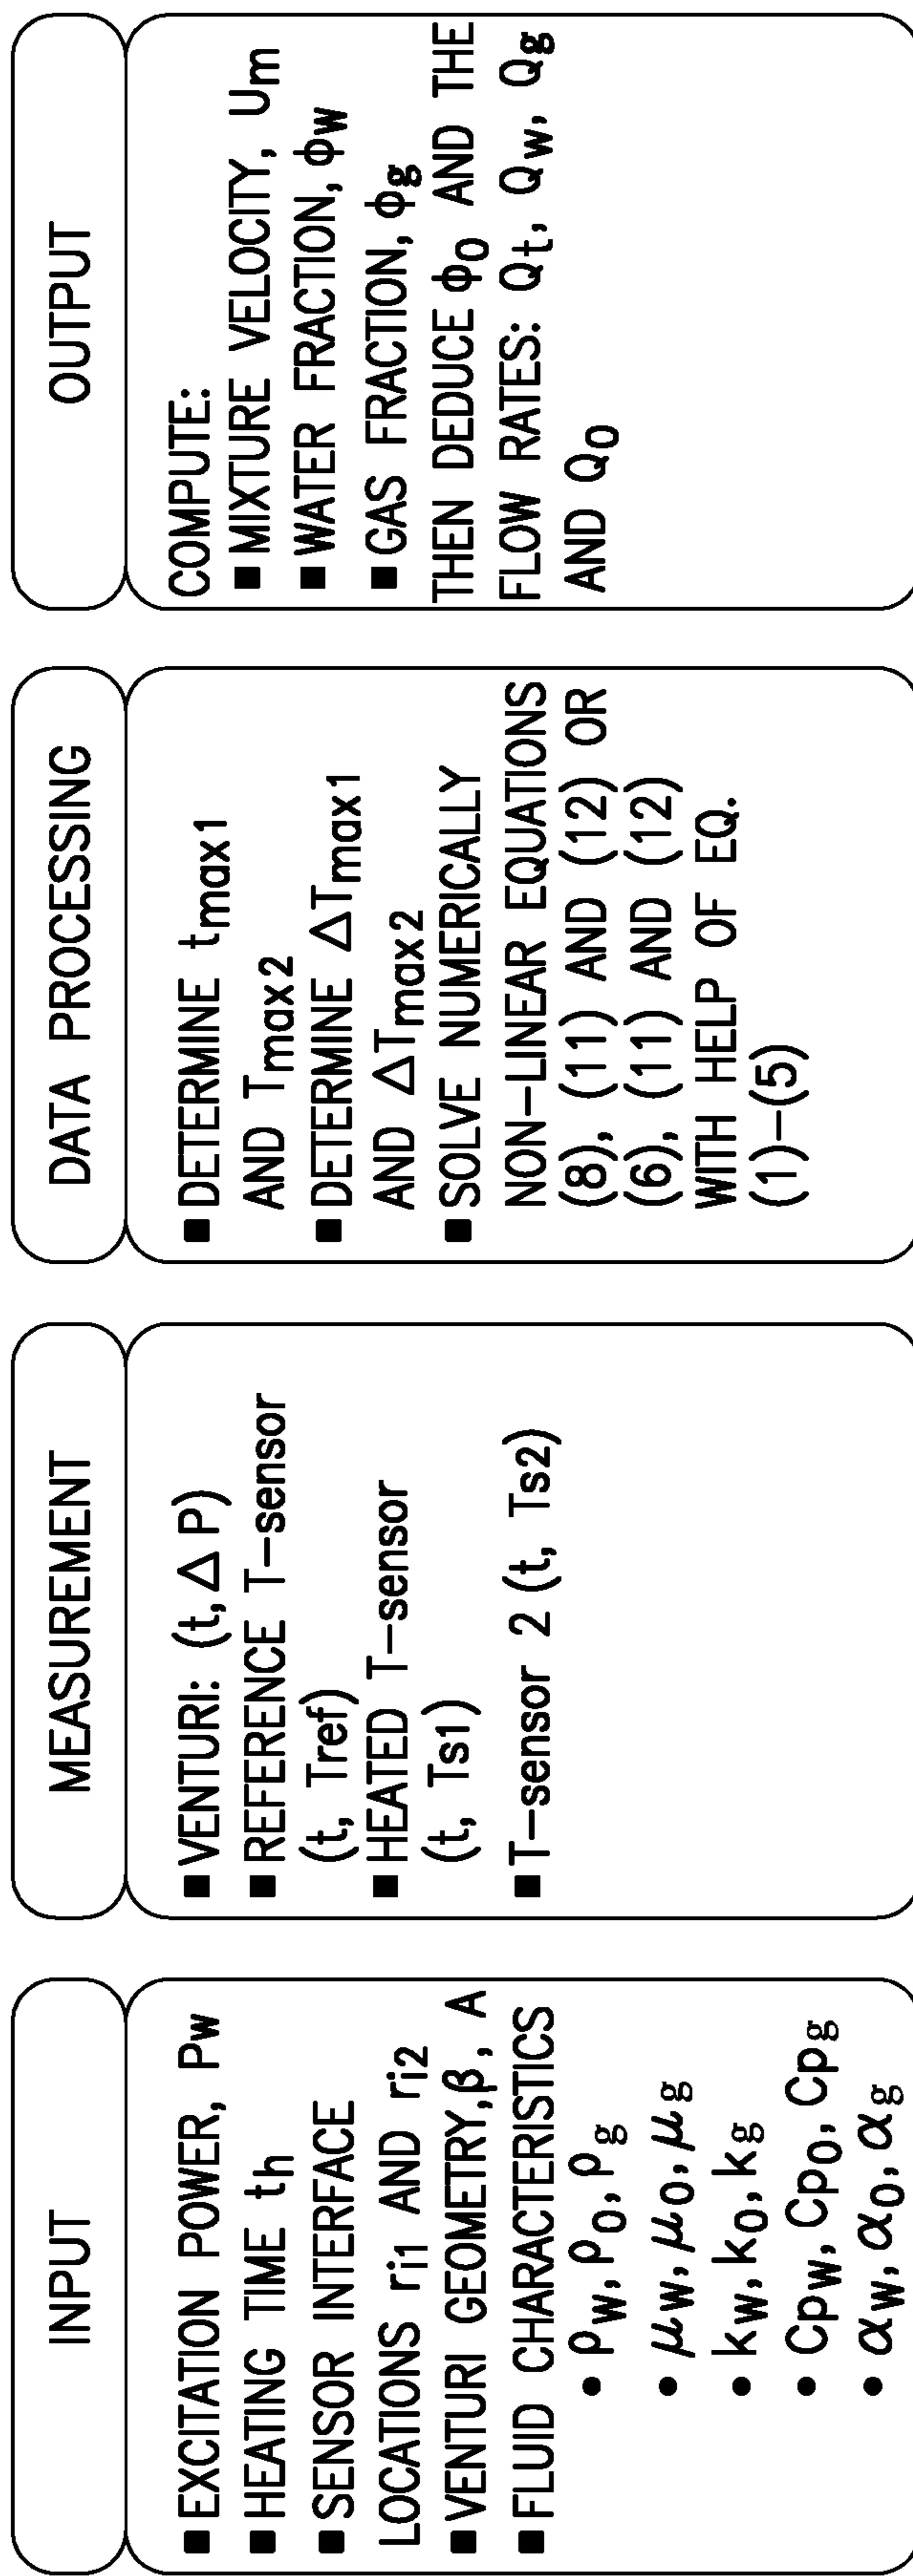 INPUT
■ EXCITATION POWER, Pw
■ HEATING TIME th
■ SENSOR INTERFACE
LOCATIONS ri1 AND ri2
■ VENTURI GEOMETRY,β, A
■ FLUID CHARACTERISTICS
• ρw, ρo, ρg
• μw, μo, μg
• kw, ko, kg
• Cpw, Cpo, Cpg
• αw, αo, αg
MEASUREMENT
■ VENTURI: (t,△ P)
■ REFERENCE T–sensor
(t, Tref)
■ HEATED T–sensor
(t, Ts1)
■ T–sensor 2 (t, Ts2)
DATA PROCESSING
■ DETERMINE tmax1
AND Tmax2
■ DETERMINE △Tmax1
AND △Tmax2
■ SOLVE NUMERICALLY
NON–LINEAR EQUATIONS
(8), (11) AND (12) OR
(6), (11) AND (12)
WITH HELP OF EQ.
(1)–(5)
OUTPUT
COMPUTE:
■ MIXTURE VELOCITY, Um
■ WATER FRACTION, ϕw
■ GAS FRACTION, ϕg
THEN DEDUCE ϕo AND THE
FLOW RATES: Qt, Qw, Qg
AND Qo